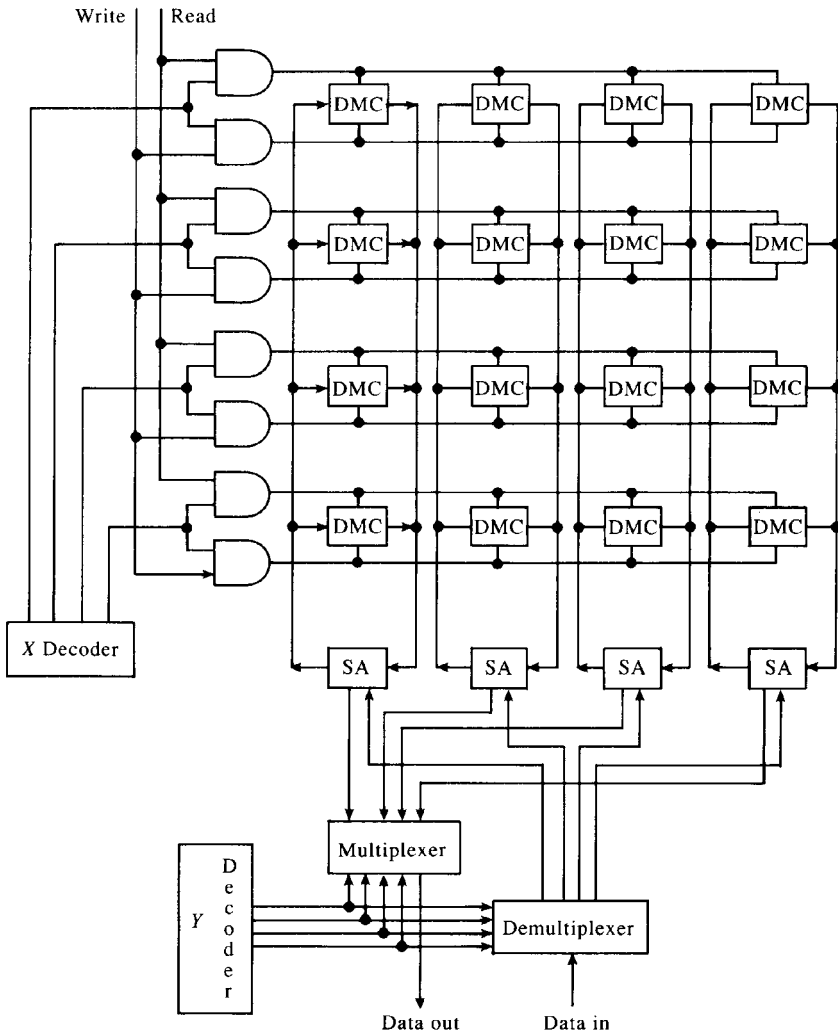 Write Read
DMC DMC DMC DMC
DMC DMC DMC DMC
DMC DMC DMC DMC
DMC DMC DMC DMC
X Decoder
SA SA SA SA
Multiplexer
Y Decoder
Demultiplexer
Data out Data in